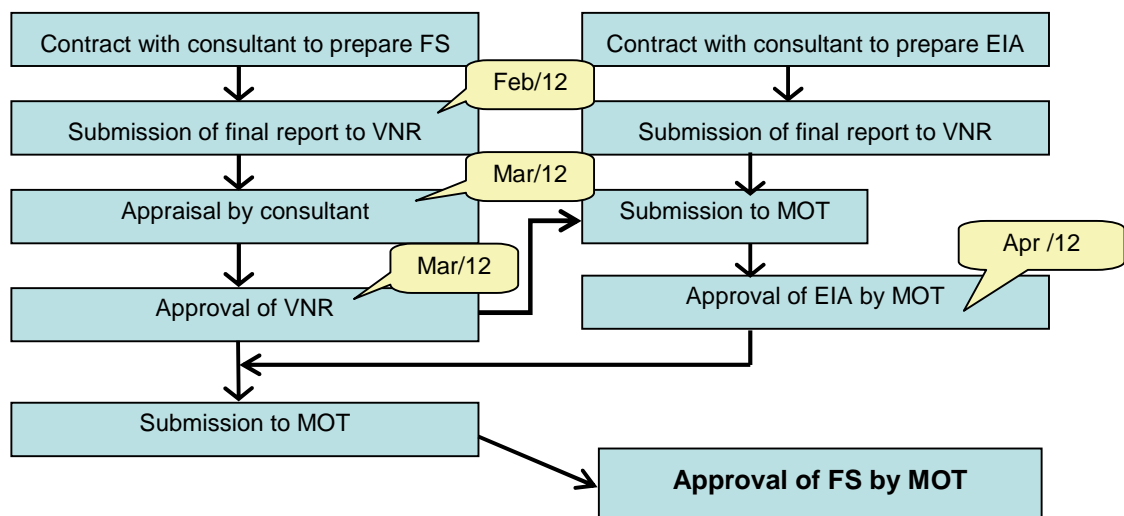 Contract with consultant to prepare FS
Contract with consultant to prepare EIA
Feb/12
Submission of final report to VNR
Submission of final report to VNR
Mar/12
Appraisal by consultant
Submission to MOT
Mar/12
Apr /12
Approval of VNR
Approval of EIA by MOT
Submission to MOT
Approval of FS by MOT